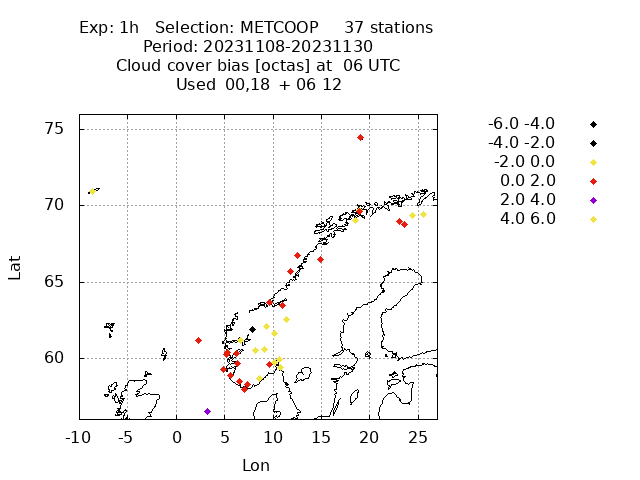 Exp: 1h   Selection: METCOOP     37 stations
Period: 20231108-20231130
Cloud cover bias [octas] at  06 UTC
Used  00,18  + 06 12
-6.0 -4.0
-4.0 -2.0
-2.0 0.0
0.0 2.0
2.0 4.0
4.0 6.0
75
70
65
60
Lat
-10 -5 0 5 10 15 20 25
Lon